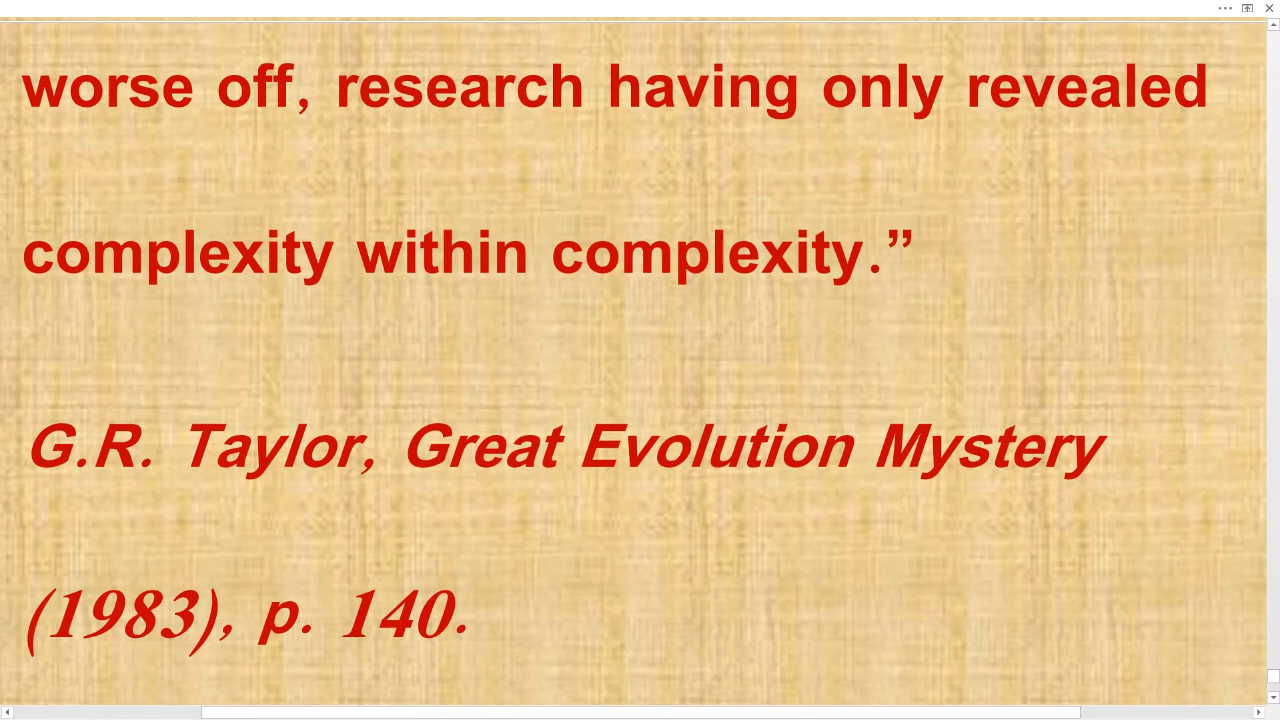 worse off, research having only revealed
complexity within complexity.”
G.R. Taylor, Great Evolution Mystery
(1983), p. 140.